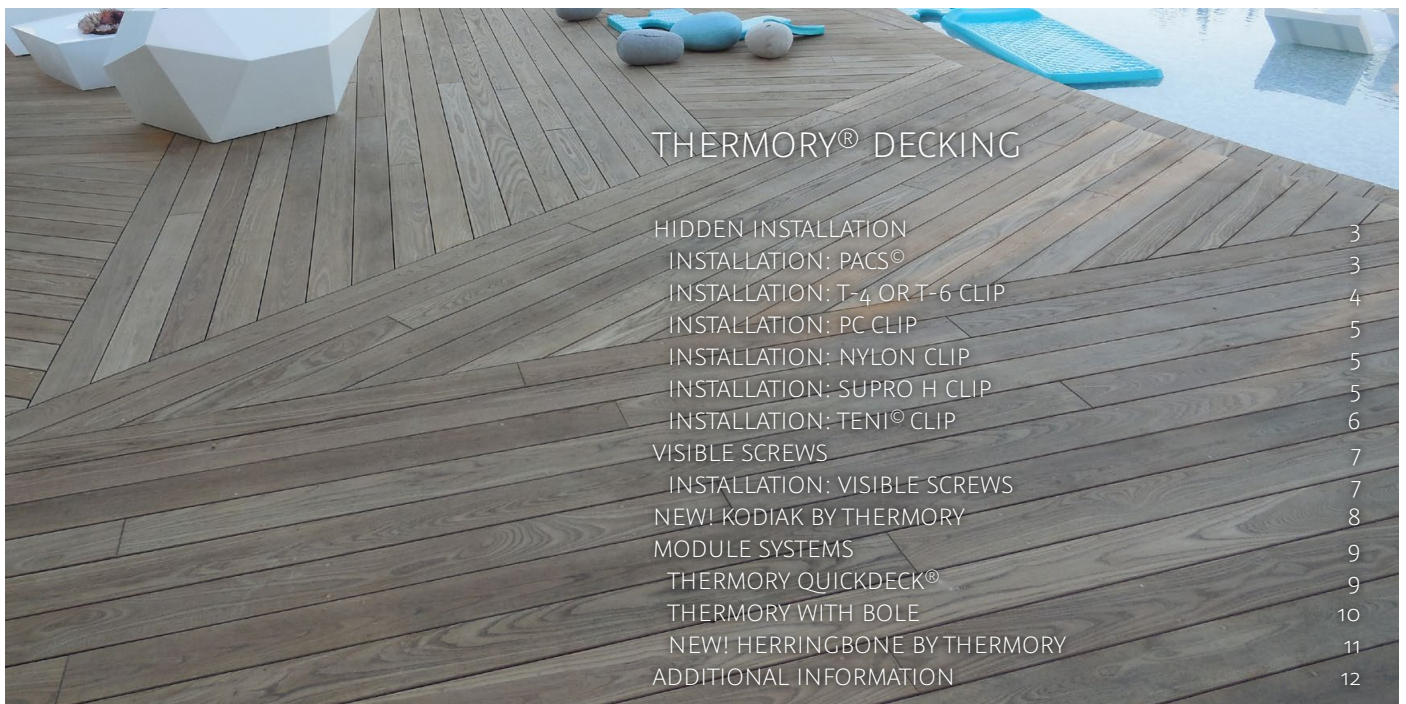 THERMORY® DECKING
HIDDEN INSTALLATION 3
INSTALLATION: PACS© 3
INSTALLATION: T-4 OR T-6 CLIP 4
INSTALLATION: PC CLIP 5
INSTALLATION: NYLON CLIP 5
INSTALLATION: SUPRO H CLIP 5
INSTALLATION: TENI© CLIP 6
VISIBLE SCREWS 7
INSTALLATION: VISIBLE SCREWS 7
NEW! KODIAK BY THERMORY 8
MODULE SYSTEMS 9
THERMORY QUICKDECK® 9
THERMORY WITH BOLE 10
NEW! HERRINGBONE BY THERMORY 11
ADDITIONAL INFORMATION 12